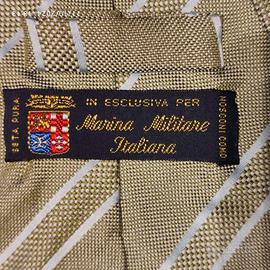 IN ESCLUSIVA PER
Marina Militare
Italiana
SETA PURA
MOSCONI COMO